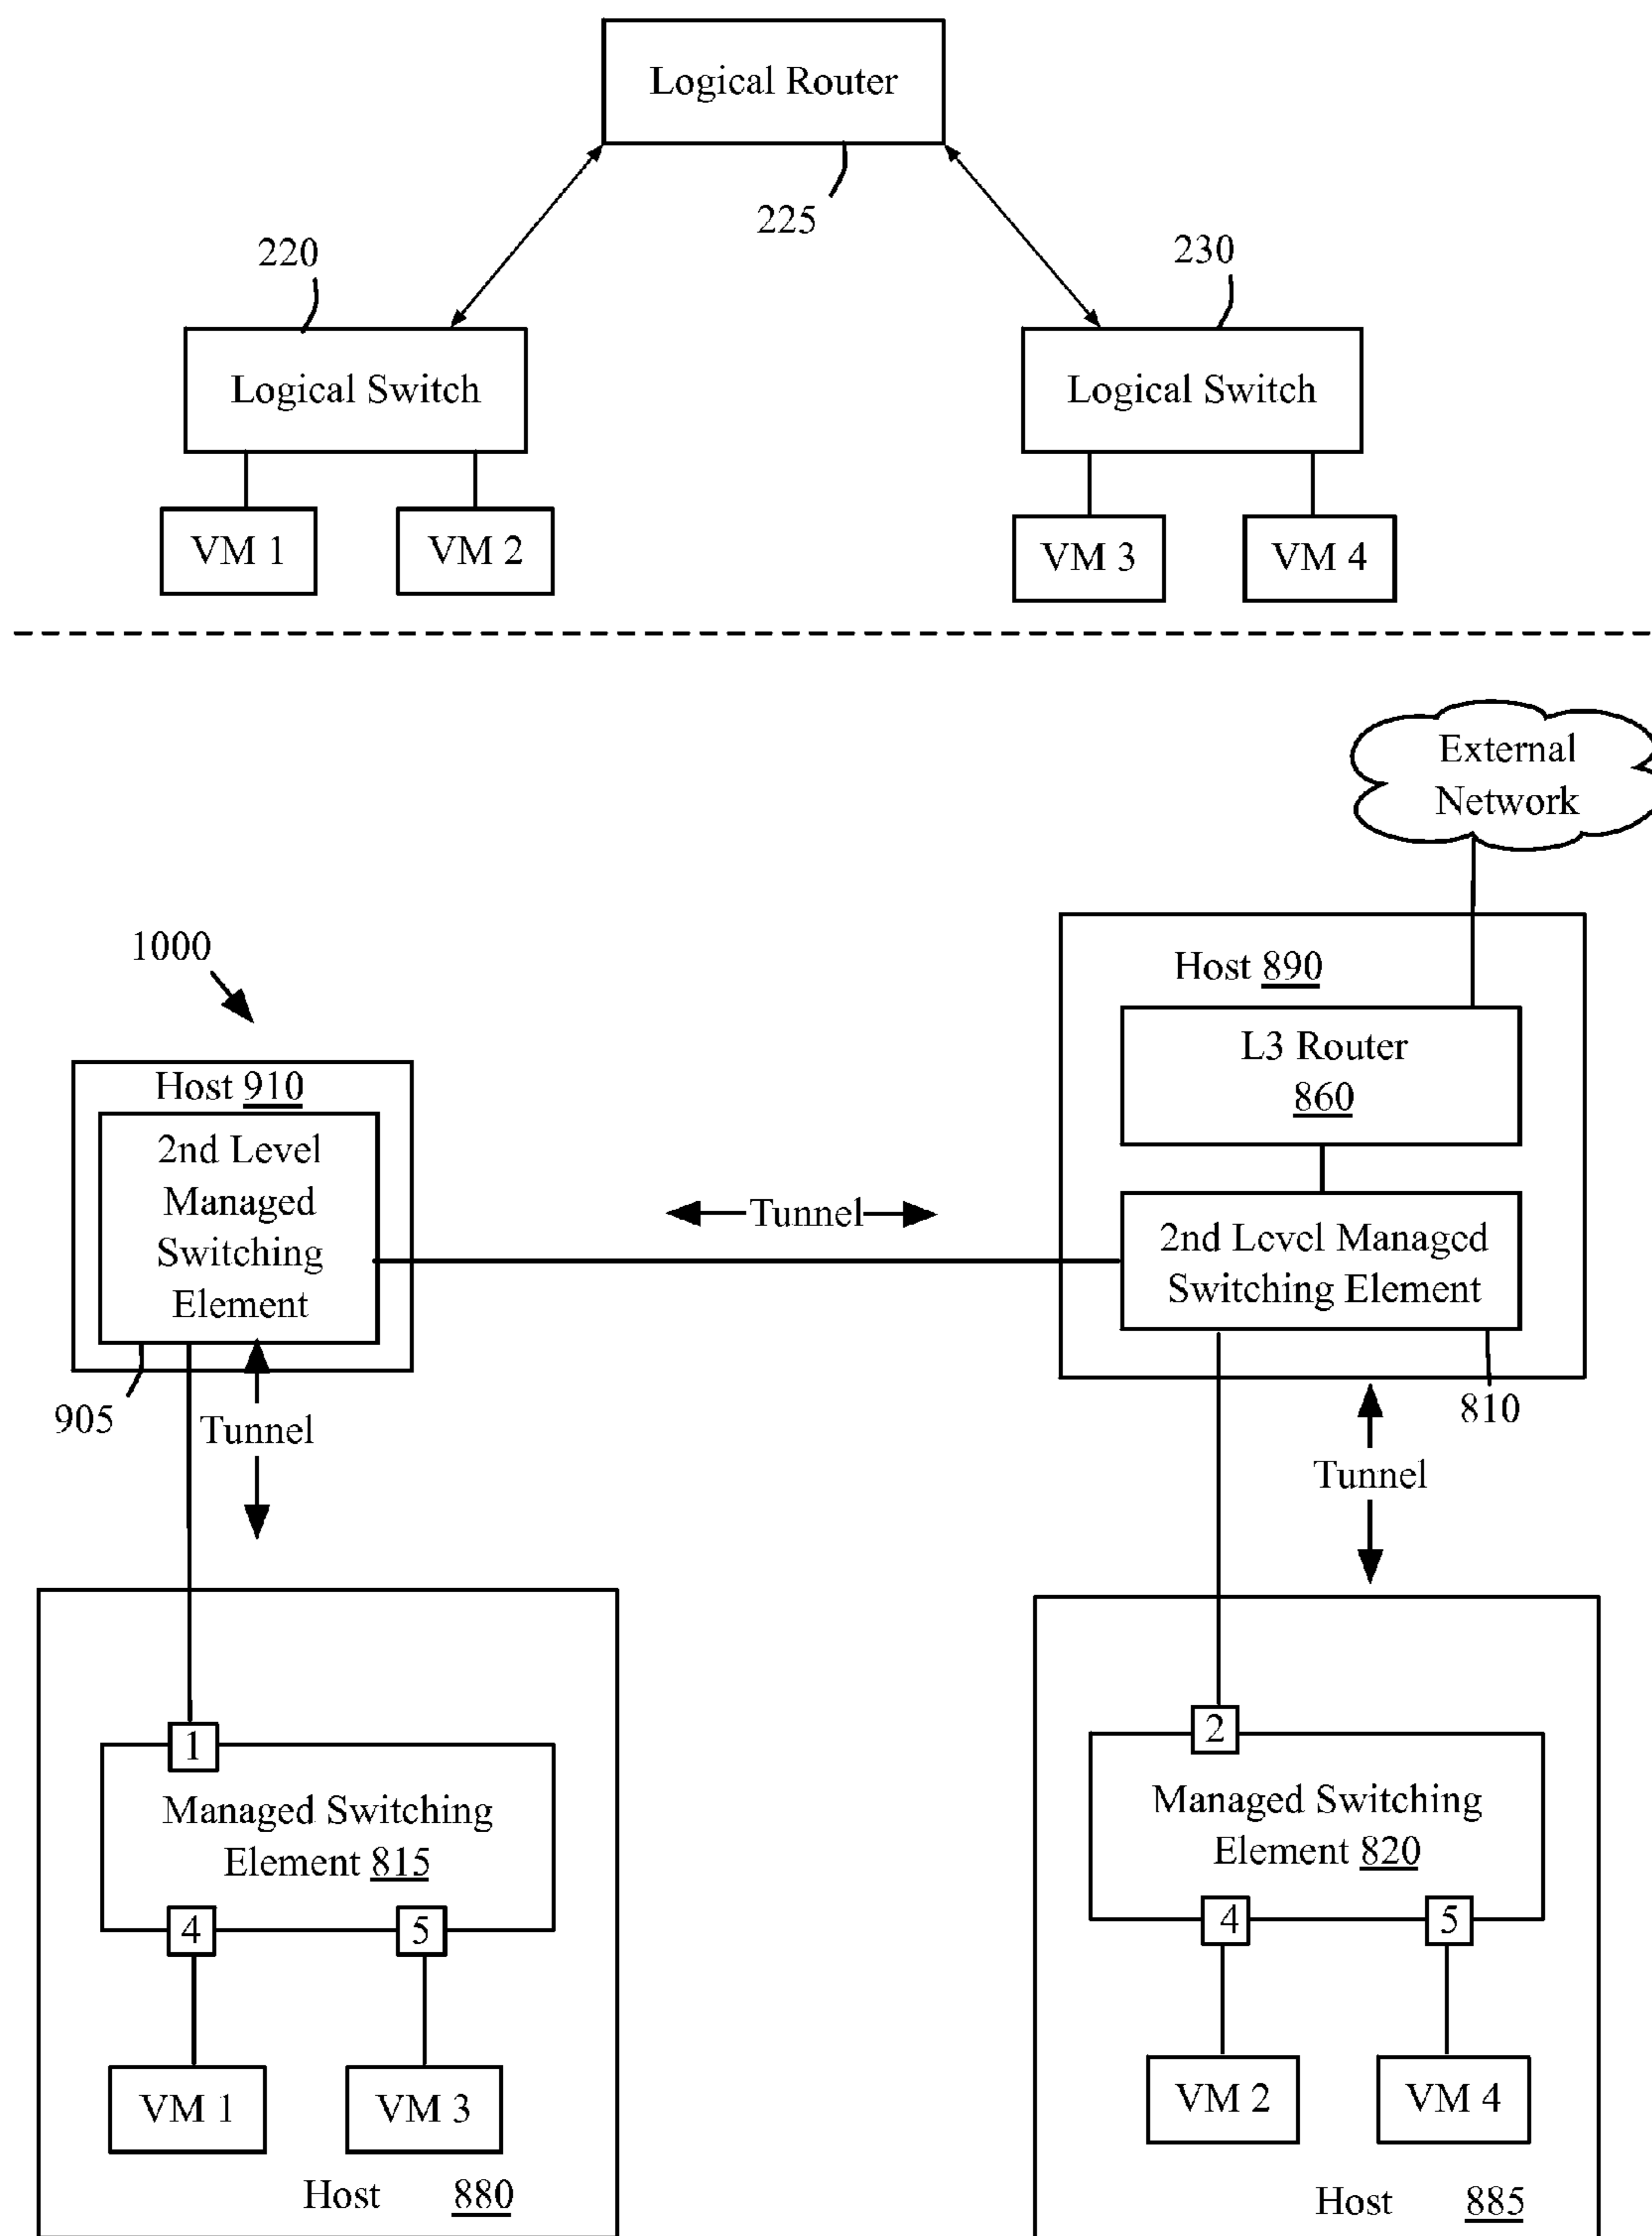 Logical Router
225
220
230
Logical Switch
Logical Switch
VM 1
VM 2
VM 3
VM 4
External
Network
1000
Host 890
L3 Router
860
Host 910
2nd Level
Managed
Switching
Element
Tunnel
2nd Level Managed
Switching Element
905
Tunnel
810
Tunnel
1
2
Managed Switching
Element 815
Managed Switching
Element 820
4
5
4
5
VM 1
VM 3
VM 2
VM 4
Host 880
Host 885